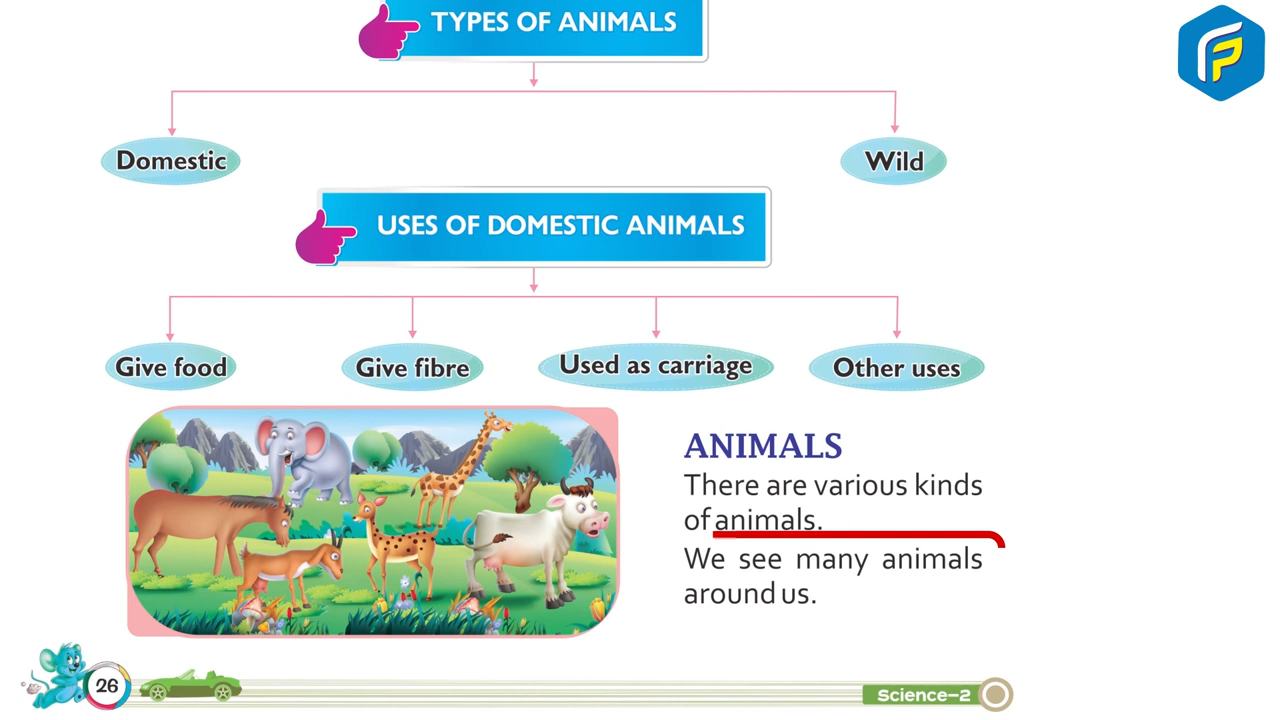 TYPES OF ANIMALS
Domestic
Wild
USES OF DOMESTIC ANIMALS
Give food
Give fibre
Used as carriage
Other uses
ANIMALS
There are various kinds
of animals.
We see many animals
around us.
26
Science–2